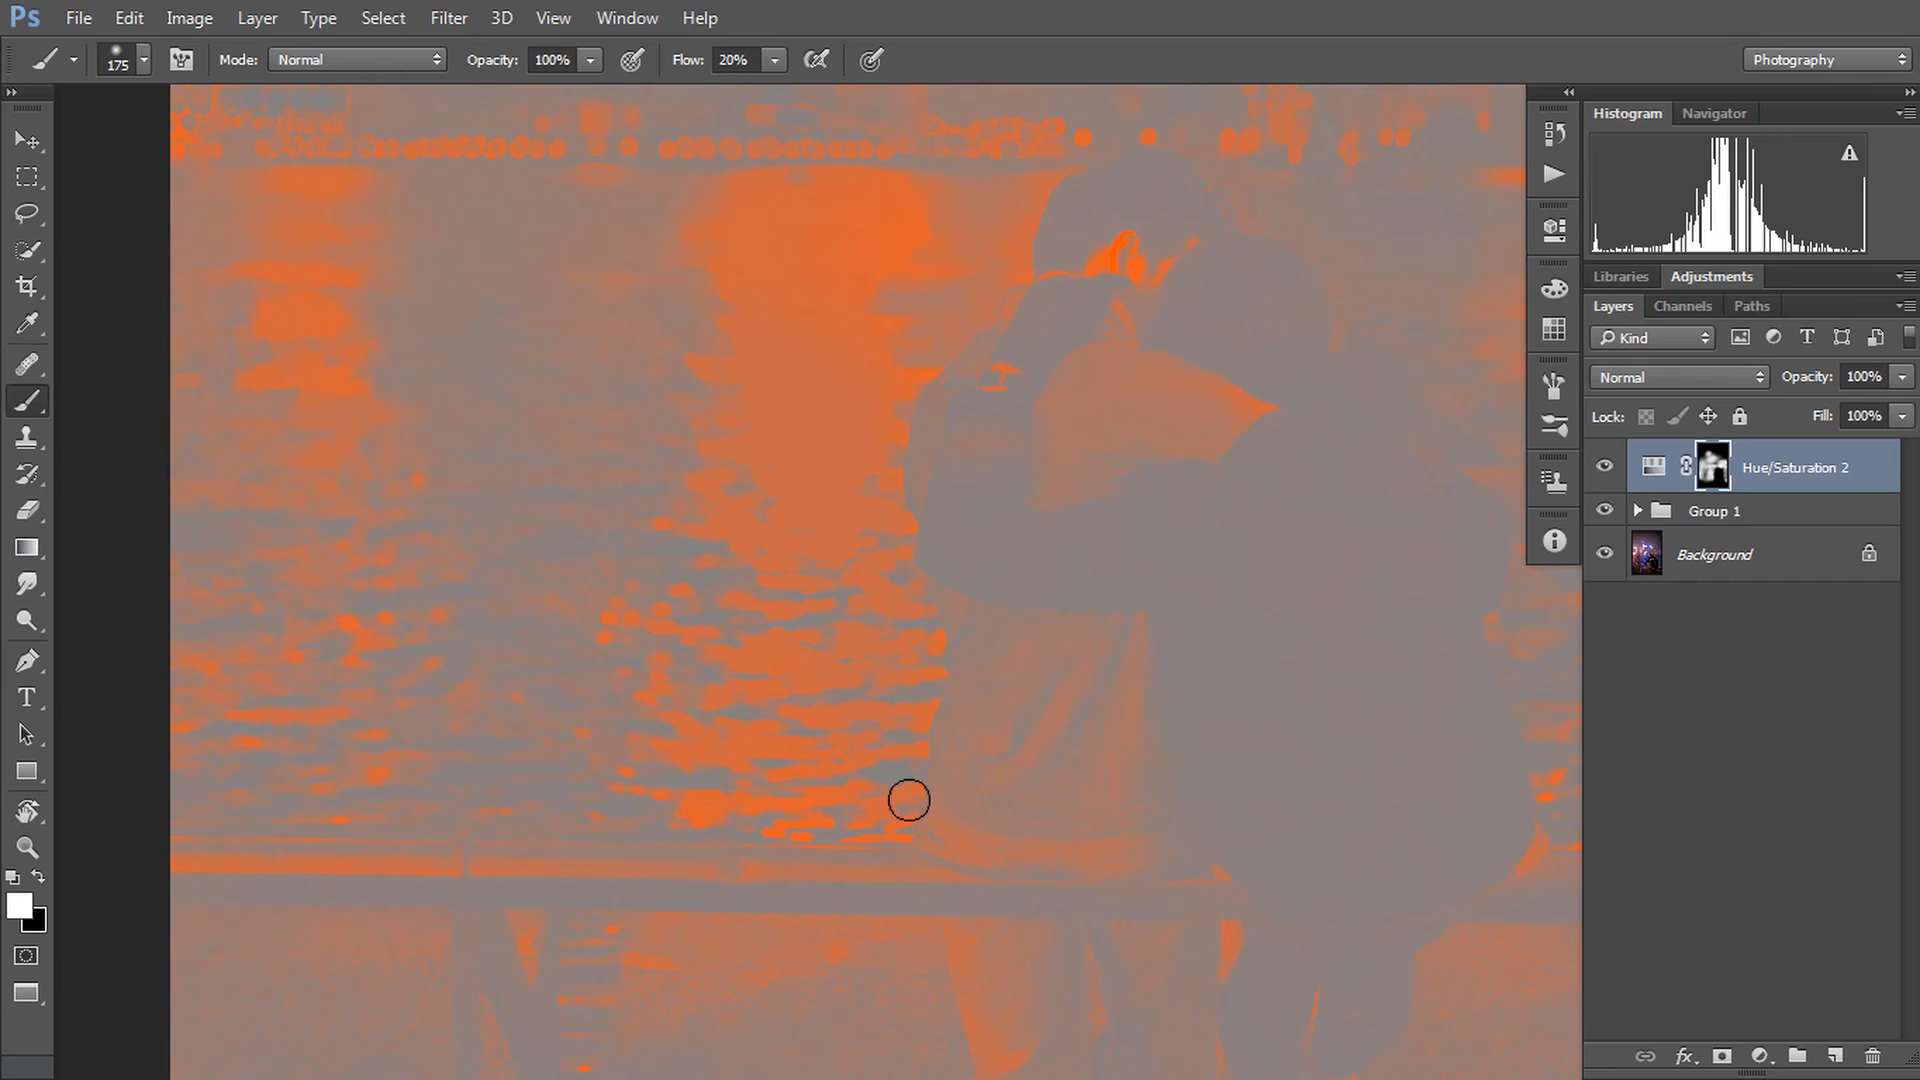 Ps File Edit Image Layer Type Select Filter 3D View Window Help
175 Mode: Normal Opacity: 100% Flow: 20% Photography
Histogram Navigator
Libraries Adjustments
Layers Channels Paths
Kind
Normal Opacity: 100%
Lock: Fill: 100%
Hue/Saturation 2
Group 1
Background